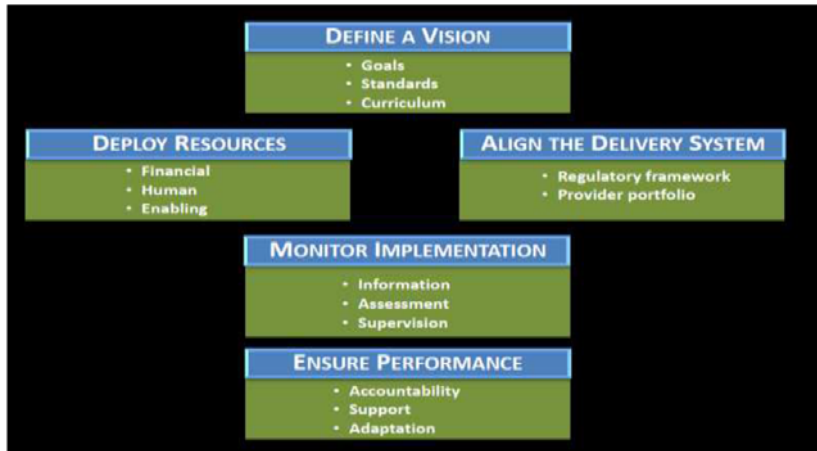 DEFINE A VISION
• Goals
• Standards
• Curriculum
DEPLOY RESOURCES
• Financial
• Human
• Enabling
ALIGN THE DELIVERY SYSTEM
• Regulatory framework
• Provider portfolio
MONITOR IMPLEMENTATION
• Information
• Assessment
• Supervision
ENSURE PERFORMANCE
• Accountability
• Support
• Adaptation